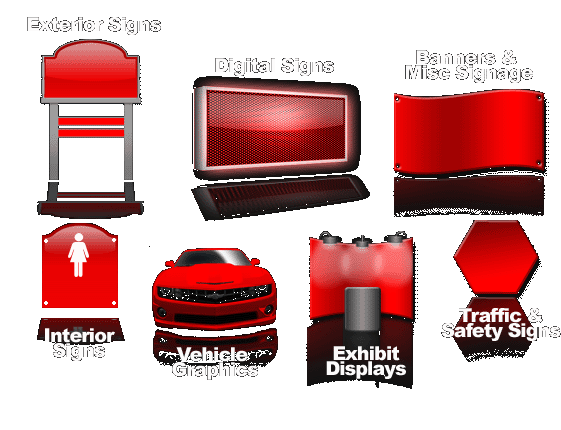 Exterior Signs
Digital Signs
Banners &
Misc Signage
Interior
Signs
Vehicle
Graphics
Exhibit
Displays
Traffic &
Safety Signs